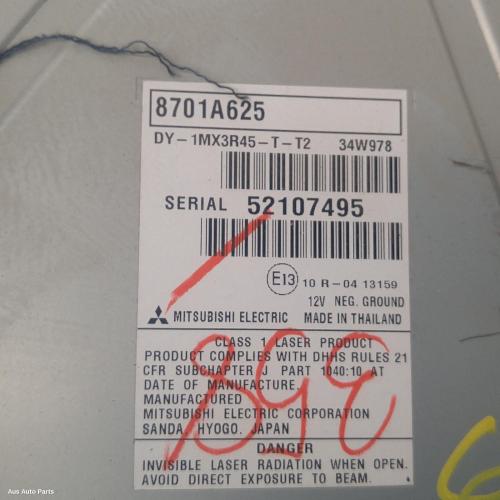 8701A625
DY-1MX3R45-T-T2 34W978
SERIAL 52107495
E13 10 R-04 13159
12V NEG. GROUND
MITSUBISHI ELECTRIC MADE IN THAILAND
CLASS 1 LASER PRODUCT
PRODUCT COMPLIES WITH DHHS RULES 21
CFR SUBCHAPTER J PART 1040:10 AT
DATE OF MANUFACTURE.
MANUFACTURED
MITSUBISHI ELECTRIC CORPORATION
SANDA, HYOGO, JAPAN
DANGER
INVISIBLE LASER RADIATION WHEN OPEN.
AVOID DIRECT EXPOSURE TO BEAM.
Aus Auto Parts